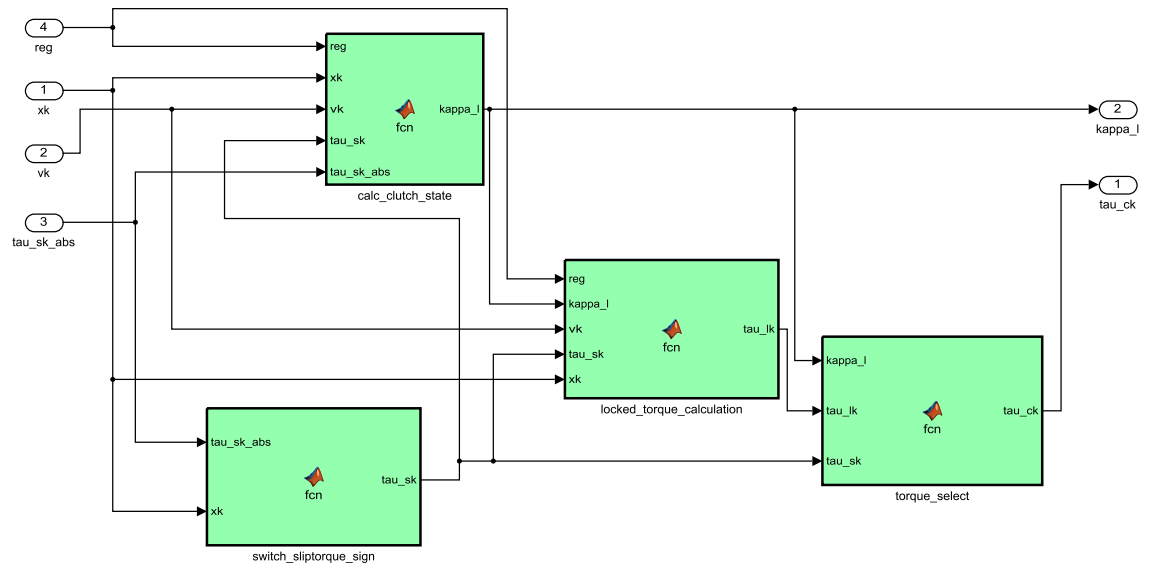 4
reg
1
xk
2
vk
3
tau_sk_abs
reg
xk
vk
tau_sk
tau_sk_abs
fcn
kappa_l
calc_clutch_state
2
kappa_l
1
tau_ck
reg
kappa_l
vk
tau_sk
xk
fcn
tau_lk
locked_torque_calculation
kappa_l
tau_lk
tau_sk
fcn
tau_ck
torque_select
tau_sk_abs
xk
fcn
tau_sk
switch_sliptorque_sign